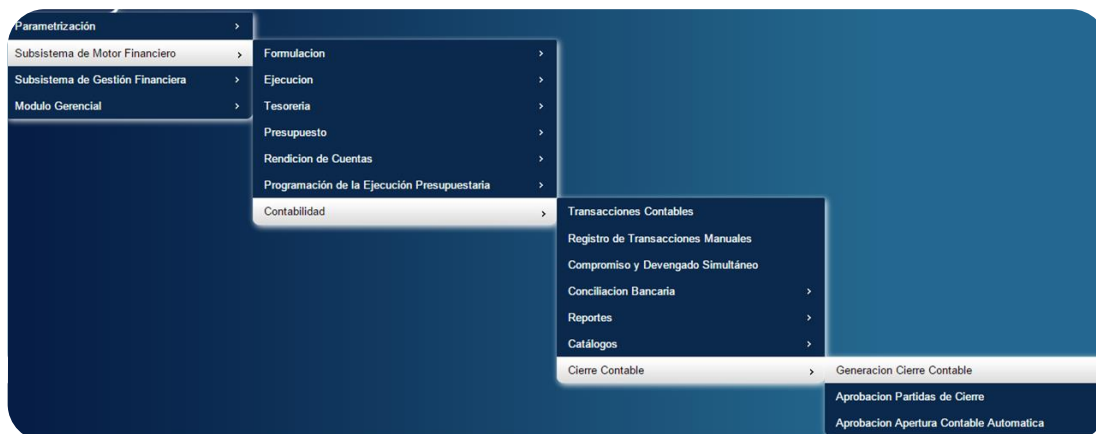 Parametrización
Subsistema de Motor Financiero
Subsistema de Gestión Financiera
Modulo Gerencial
Formulacion
Ejecucion
Tesoreria
Presupuesto
Rendicion de Cuentas
Programación de la Ejecución Presupuestaria
Contabilidad
Transacciones Contables
Registro de Transacciones Manuales
Compromiso y Devengado Simultáneo
Conciliacion Bancaria
Reportes
Catálogos
Cierre Contable
Generacion Cierre Contable
Aprobacion Partidas de Cierre
Aprobacion Apertura Contable Automatica